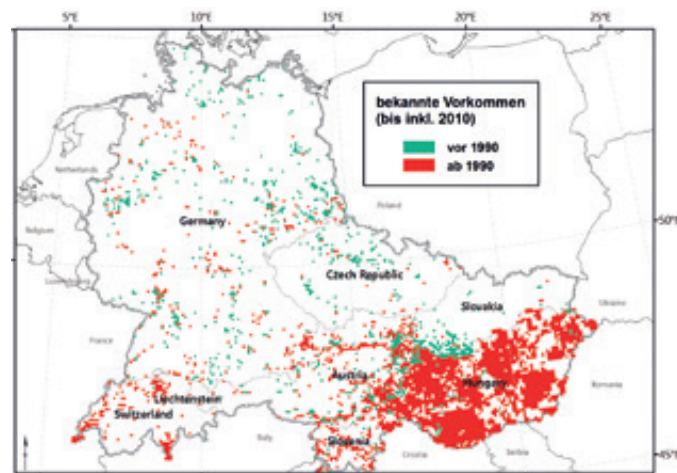 5°E 10°E 15°E 20°E 25°E
bekannte Vorkommen
(bis inkl. 2010)
vor 1990
ab 1990
Netherlands
Poland
Germany
50°N
Belgium
Czech Republic
Slovakia
Ukraine
France
Austria
Hungary
Liechtenstein
Switzerland
Romania
Italy
Slovenia
Croatia
Serbia
45°N